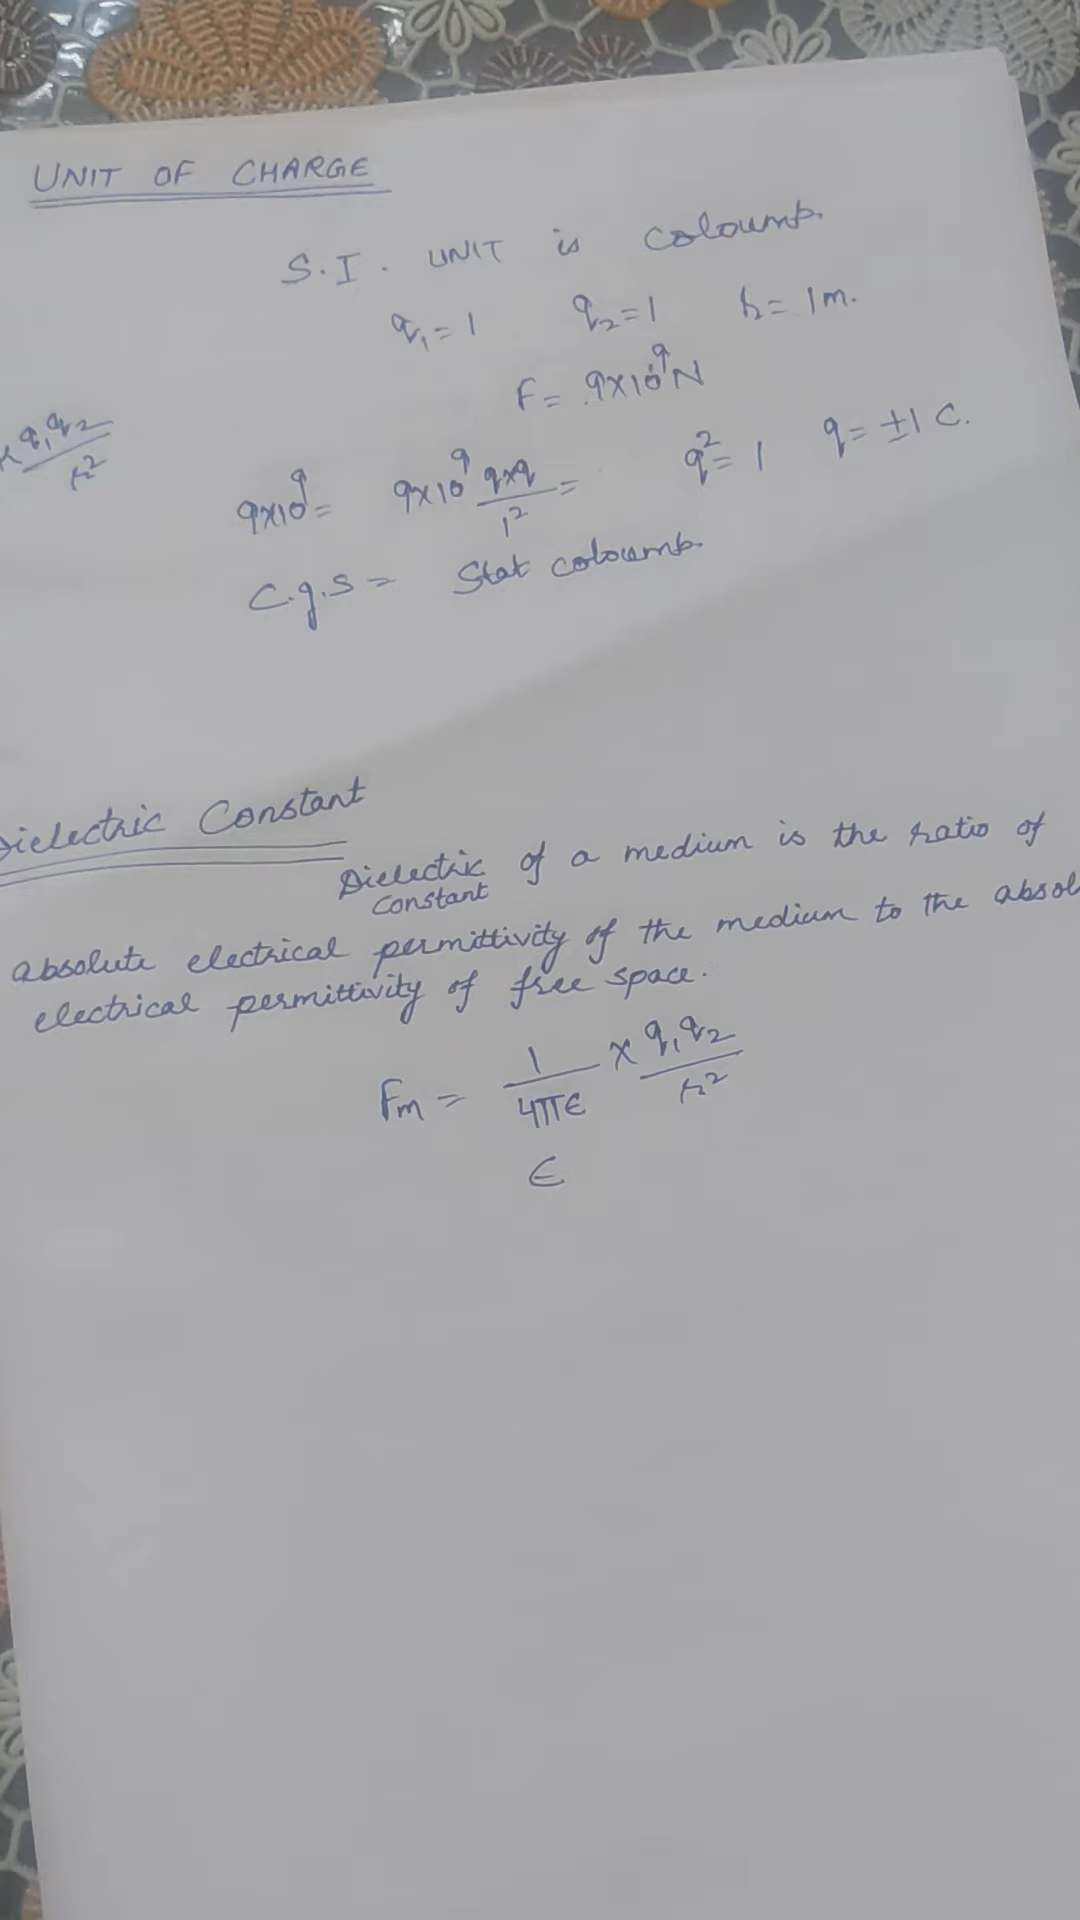 UNIT OF CHARGE
S.I. UNIT is coloumb.
q₁ = 1 q₂ = 1 r = 1m.
F = 9×10⁹N
q₁q₂/r²
9×10⁹ = 9×10⁹ q×q/1² = q² = 1 q = ±1 C.
C.g.s = Stat coloumb.
Dielectric Constant
Dielectric Constant of a medium is the ratio of
absolute electrical permittivity of the medium to the absol
electrical permittivity of free space.
Fm = 1/4πϵ × q₁q₂/r²
ϵ